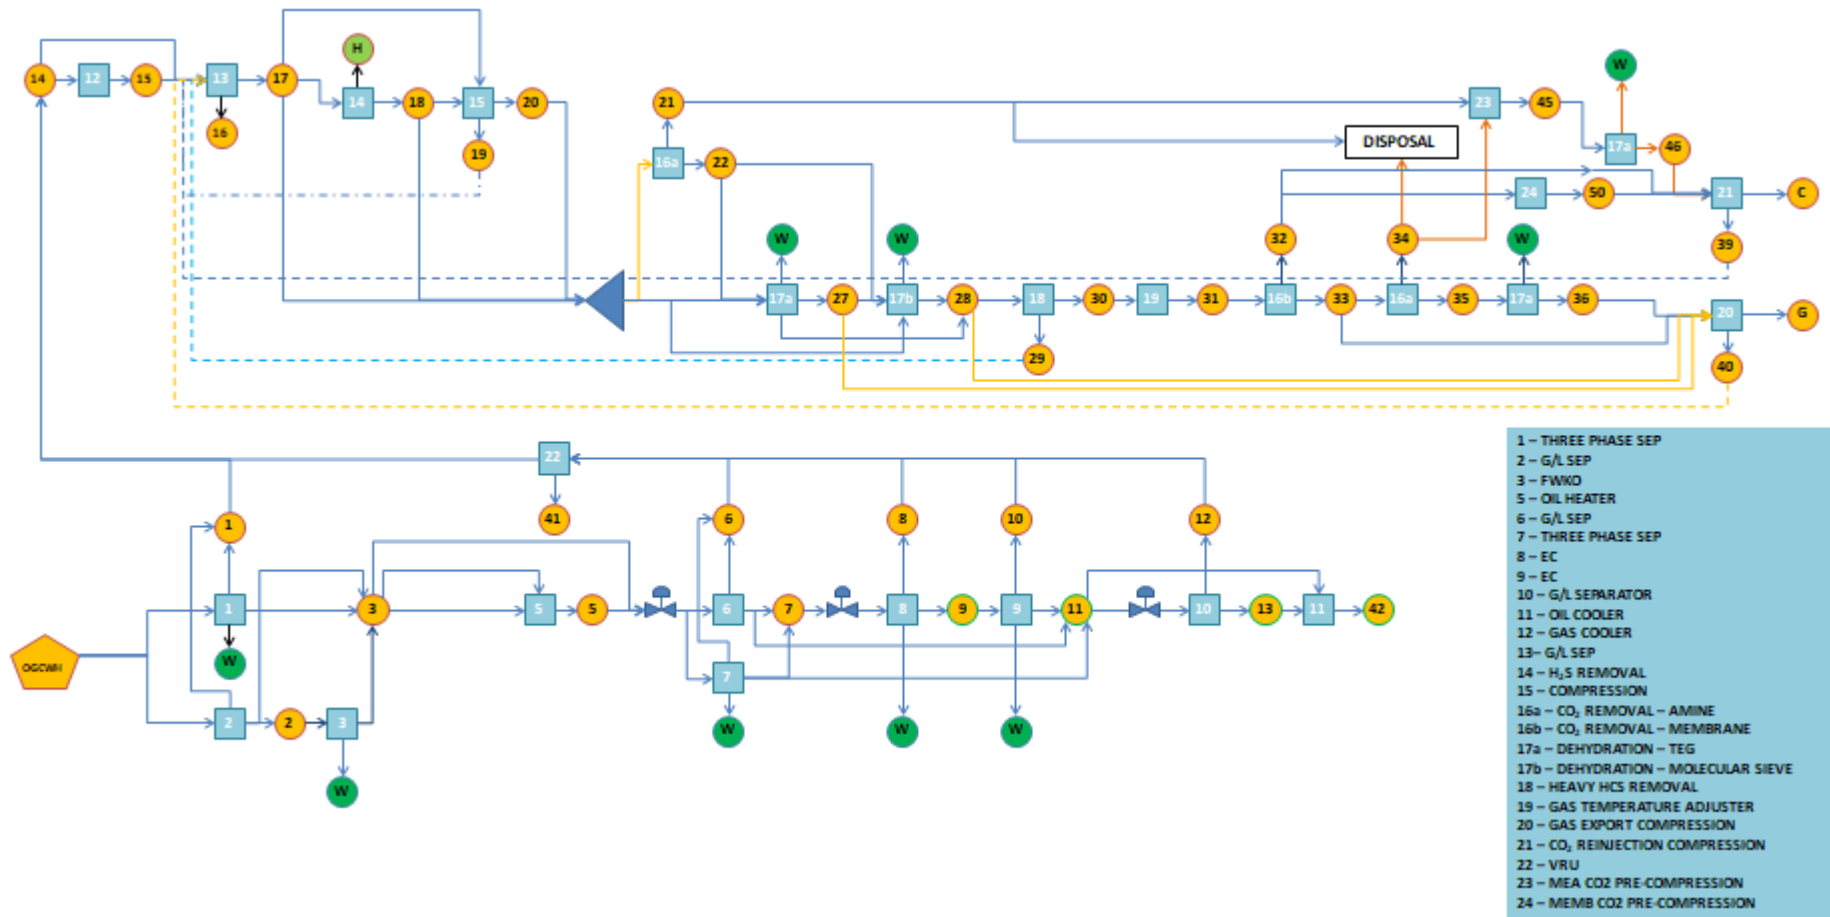 H
14
12
15
13
17
14
18
15
20
16
19
21
16a
22
23
45
W
17a
46
DISPOSAL
24
50
21
C
39
32
34
W
W
W
17a
27
17b
28
18
30
19
31
16b
33
16a
35
17a
36
20
G
29
40
22
41
1
6
8
10
12
1
3
5
5
6
7
8
9
9
11
10
13
11
42
OGCWH
W
2
2
3
7
W
W
W
W
1 – THREE PHASE SEP
2 – G/L SEP
3 – FWKO
5 – OIL HEATER
6 – G/L SEP
7 – THREE PHASE SEP
8 – EC
9 – EC
10 – G/L SEPARATOR
11 – OIL COOLER
12 – GAS COOLER
13– G/L SEP
14 – H₂S REMOVAL
15 – COMPRESSION
16a – CO₂ REMOVAL – AMINE
16b – CO₂ REMOVAL – MEMBRANE
17a – DEHYDRATION – TEG
17b – DEHYDRATION – MOLECULAR SIEVE
18 – HEAVY HCS REMOVAL
19 – GAS TEMPERATURE ADJUSTER
20 – GAS EXPORT COMPRESSION
21 – CO₂ REINJECTION COMPRESSION
22 – VRU
23 – MEA CO2 PRE-COMPRESSION
24 – MEMB CO2 PRE-COMPRESSION